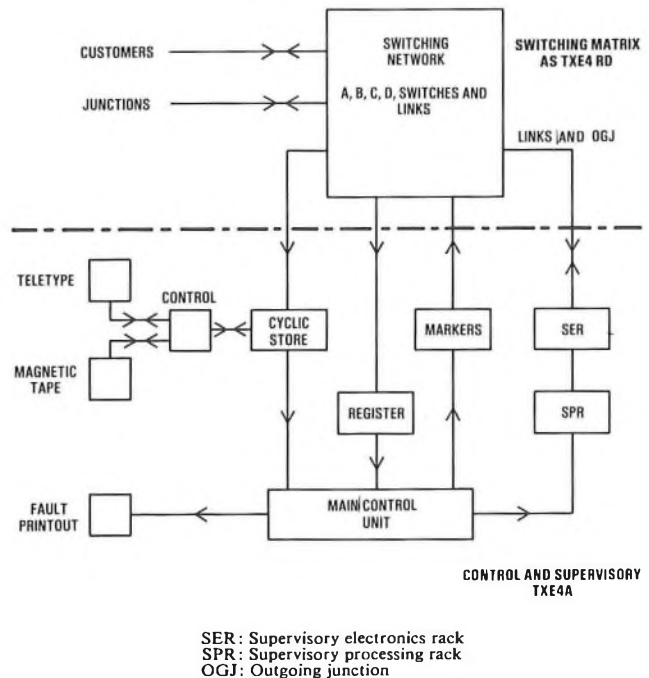 CUSTOMERS
JUNCTIONS
SWITCHING
NETWORK
A, B, C, D, SWITCHES AND
LINKS
SWITCHING MATRIX
AS TXE4 RD
LINKS AND OGJ
TELETYPE
CONTROL
MAGNETIC
TAPE
CYCLIC
STORE
MARKERS
SER
REGISTER
SPR
FAULT
PRINTOUT
MAIN CONTROL
UNIT
CONTROL AND SUPERVISORY
TXE4A
SER: Supervisory electronics rack
SPR: Supervisory processing rack
OGJ: Outgoing junction